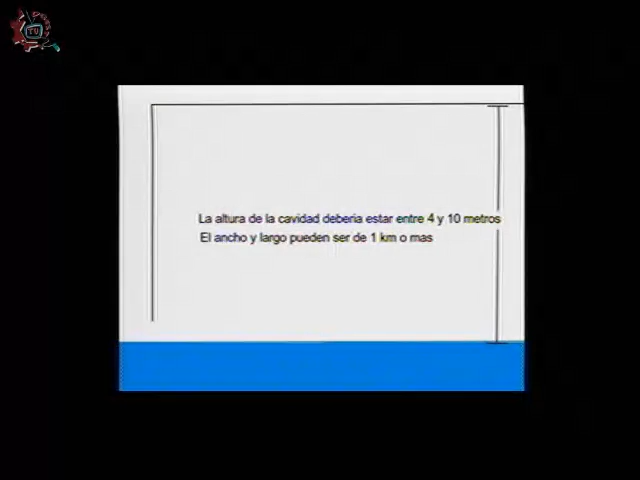 TU
La altura de la cavidad deberia estar entre 4 y 10 metros
El ancho y largo pueden ser de 1 km o mas